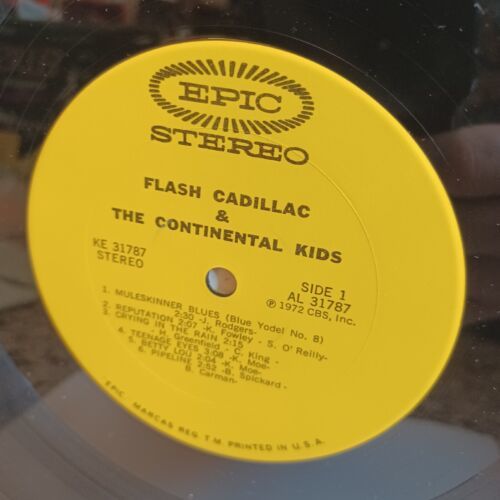 EPIC
STEREO
FLASH CADILLAC
&
THE CONTINENTAL KIDS
KE 31787
STEREO
SIDE 1
AL 31787
℗ 1972 CBS, Inc.
1. MULESKINNER BLUES (Blue Yodel No. 8)
2:30 -J. Rodgers-
2. REPUTATION 2:07 -K. Fowley - S. O'Reilly-
3. CRYING IN THE RAIN 2:15
- H. Greenfield - C. King -
4. TEENAGE EYES 3:08 -K. Moe-
5. BETTY LOU 2:04 -K. Moe-
6. PIPELINE 2:52 -B. Spickard -
B. Carman-
EPIC, MARCAS REG. T.M. PRINTED IN U.S.A.